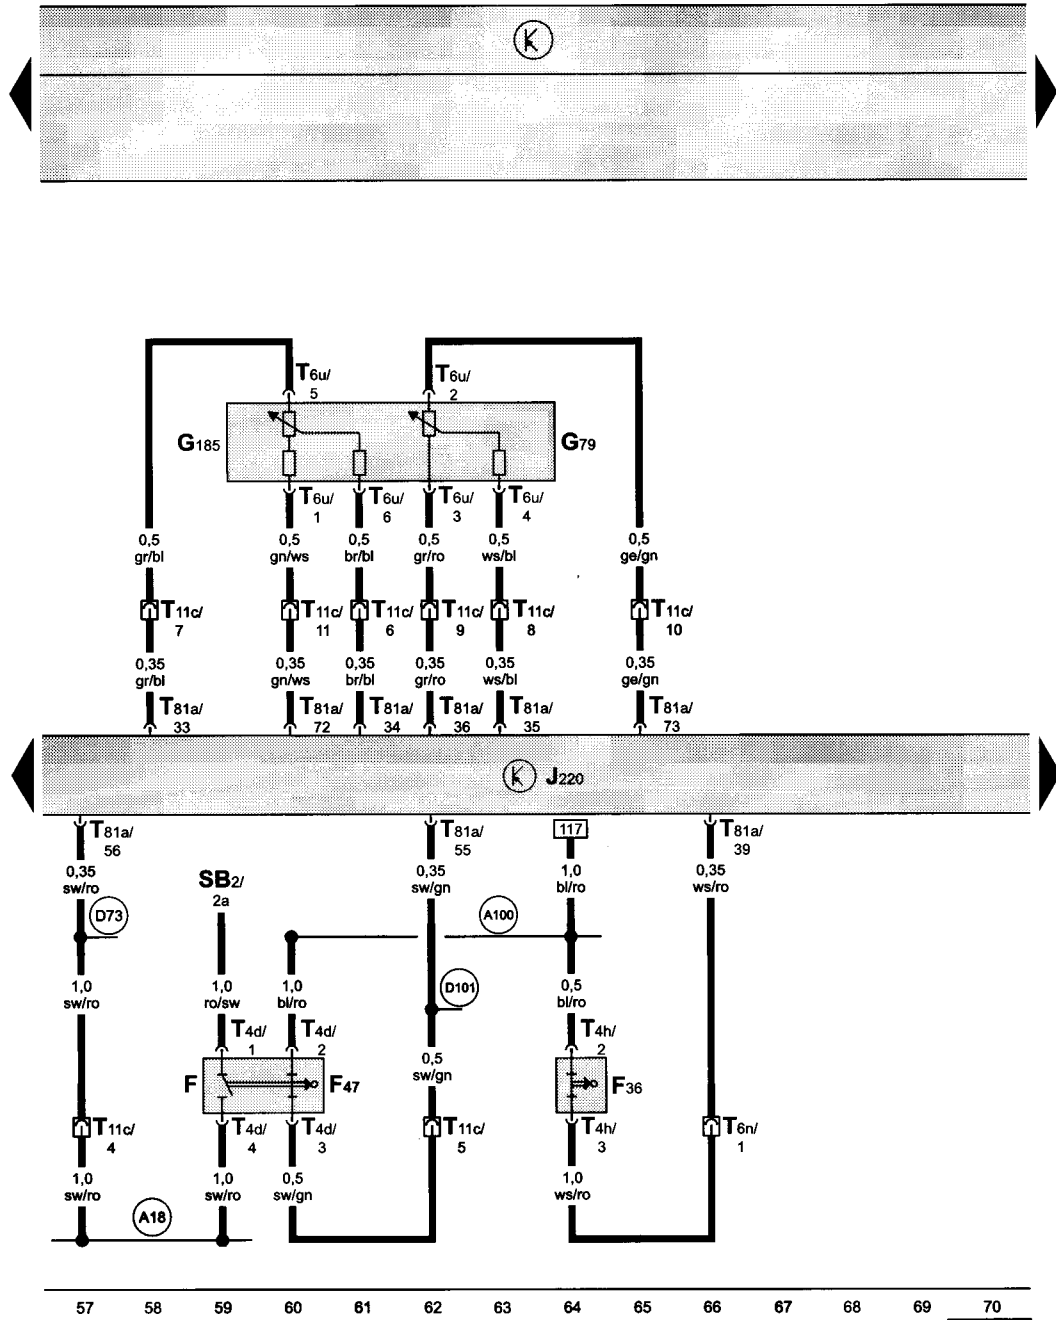 K
T6u/ T6u/
5 2
G185 G79
T6u/ T6u/ T6u/ T6u/
1 6 3 4
0,5 0,5 0,5 0,5 0,5 0,5
gr/bl gn/ws br/bl gr/ro ws/bl ge/gn
T11c/ T11c/ T11c/ T11c/ T11c/ T11c/
7 11 6 9 8 10
0,35 0,35 0,35 0,35 0,35 0,35
gr/bl gn/ws br/bl gr/ro ws/bl ge/gn
T81a/ T81a/ T81a/ T81a/ T81a/ T81a/
33 72 34 36 35 73
K J220
T81a/ T81a/ 117 T81a/
56 55 39
0,35 SB2/ 0,35 1,0 0,35
sw/ro 2a sw/gn bl/ro ws/ro
D73 A100
1,0 1,0 1,0 D101 0,5
sw/ro ro/sw bl/ro bl/ro
T4d/ T4d/ T4h/
1 2 2
0,5
sw/gn
F F47 F36
T11c/ T4d/ T4d/ T11c/ T4h/ T6n/
4 4 3 5 3 1
1,0 1,0 0,5 1,0
sw/ro sw/ro sw/gn ws/ro
A18
57 58 59 60 61 62 63 64 65 66 67 68 69 70